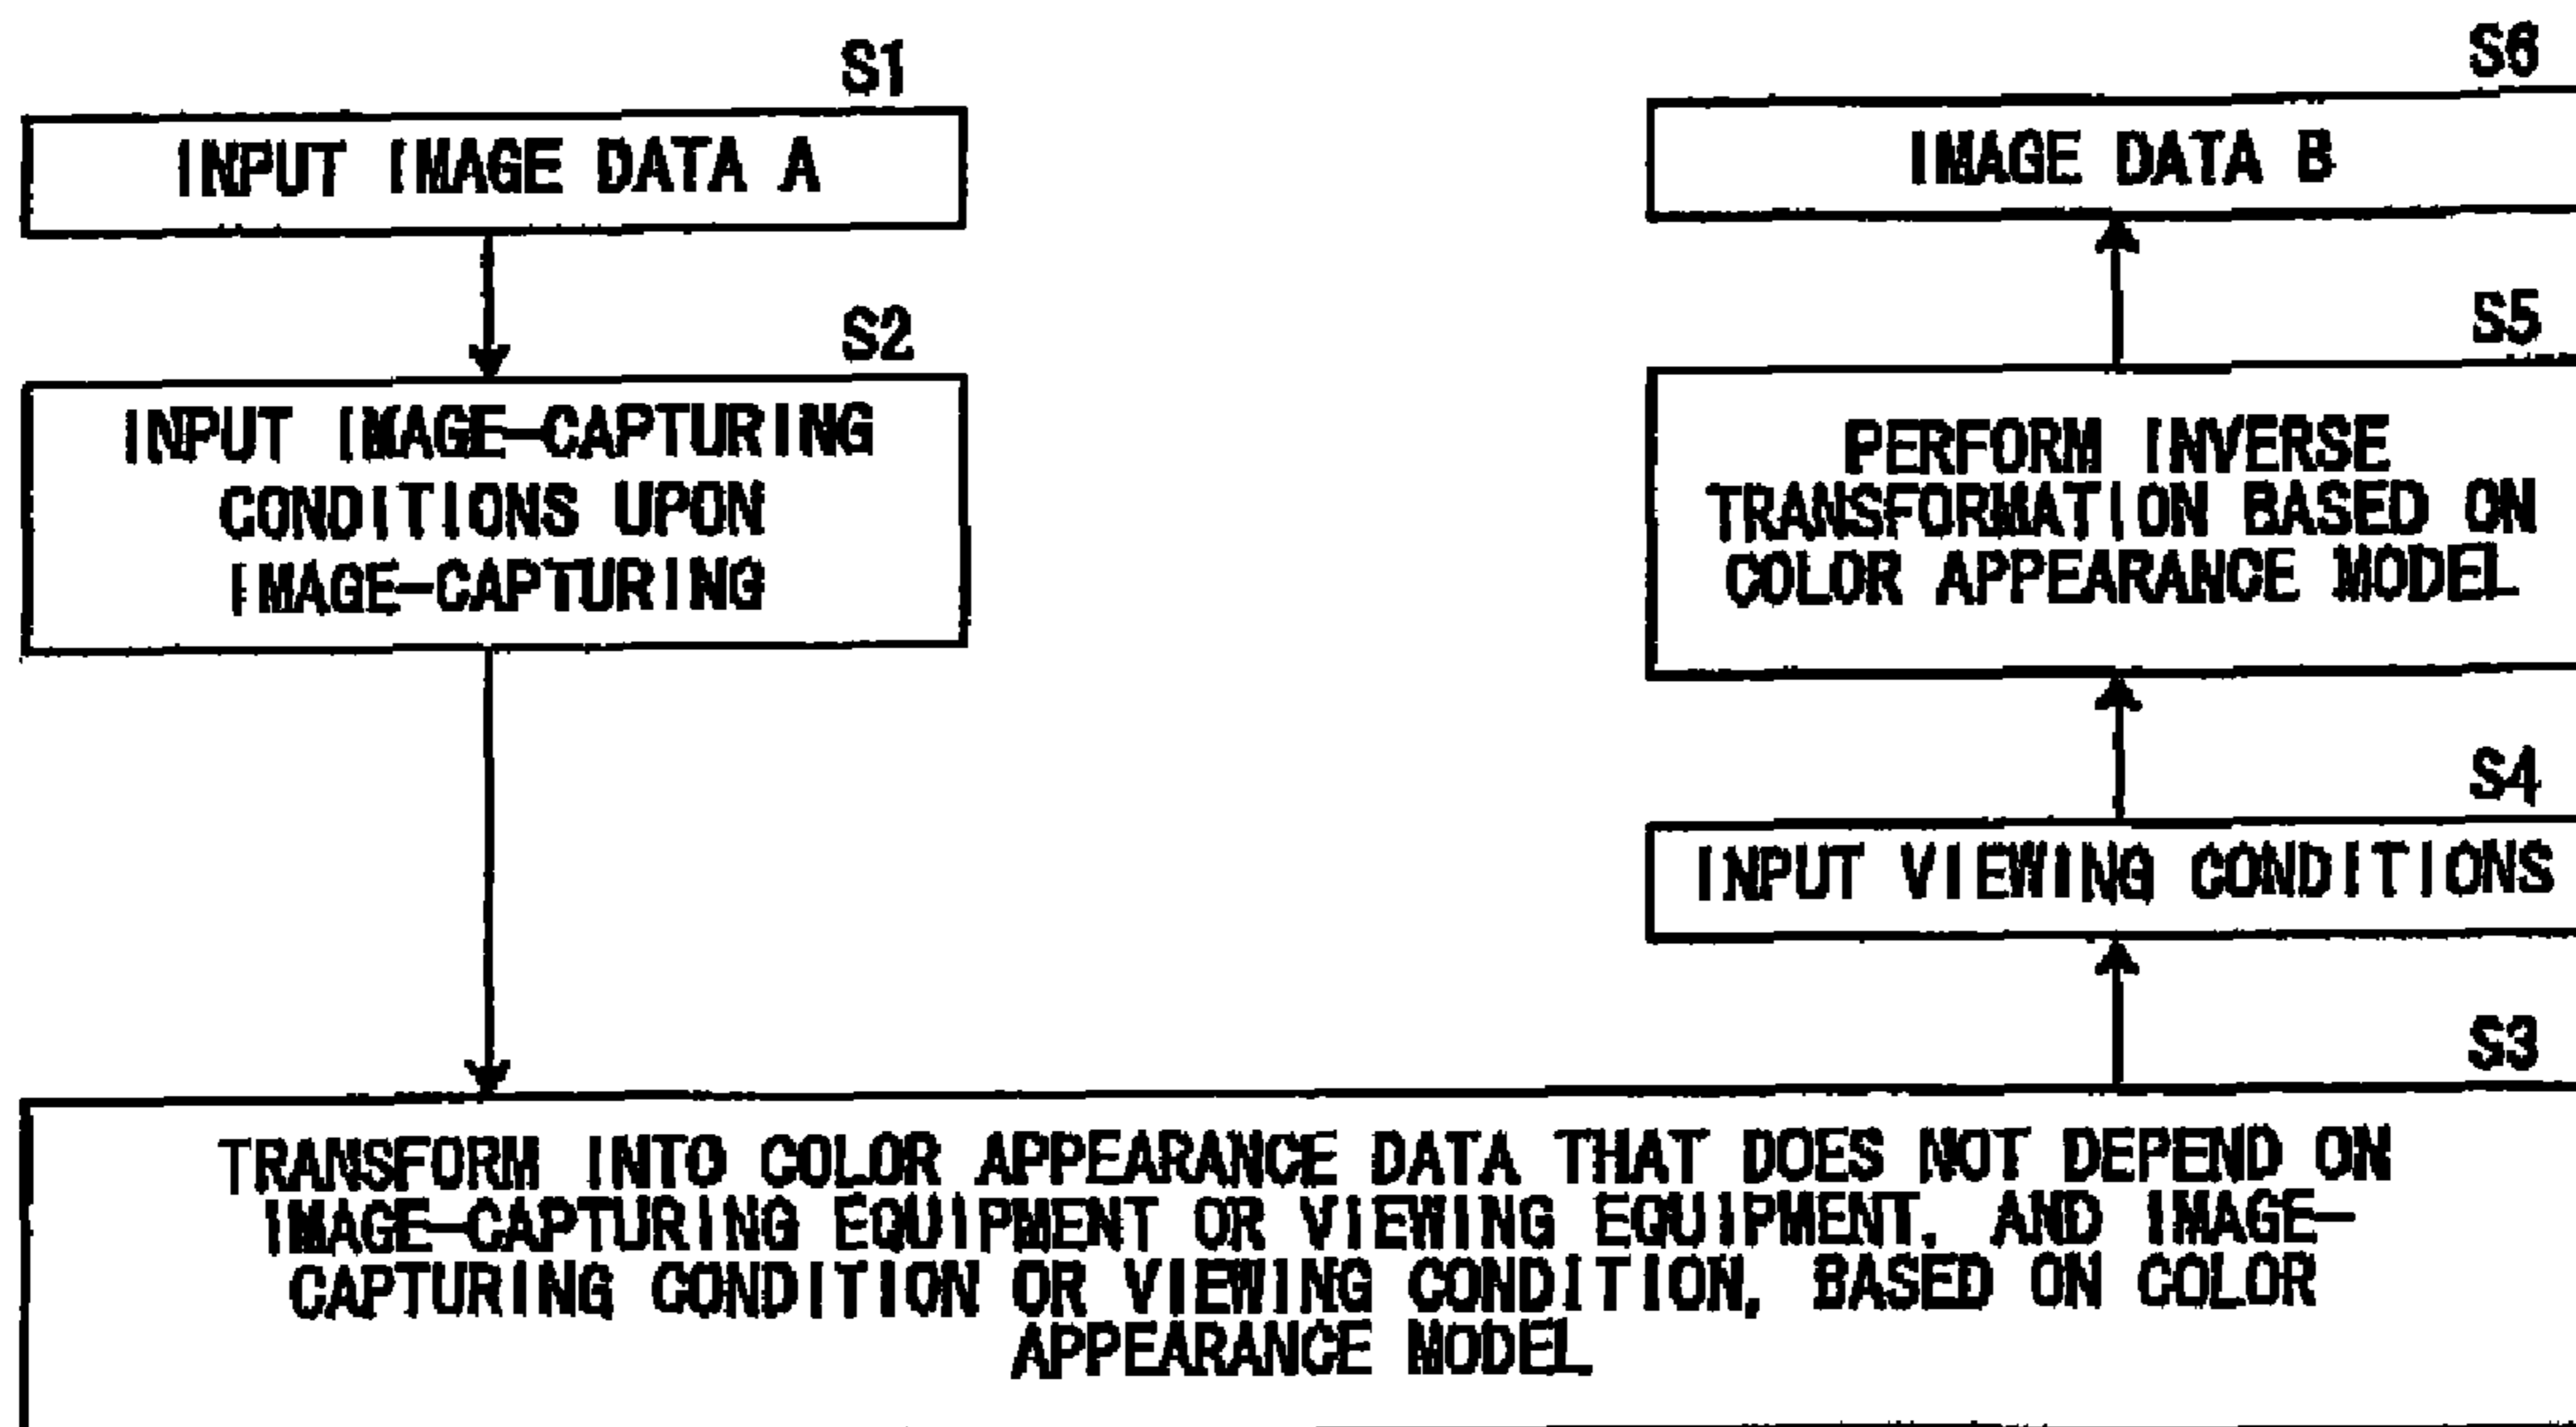 S1
INPUT IMAGE DATA A
S2
INPUT IMAGE-CAPTURING
CONDITIONS UPON
IMAGE-CAPTURING
S6
IMAGE DATA B
S5
PERFORM INVERSE
TRANSFORMATION BASED ON
COLOR APPEARANCE MODEL
S4
INPUT VIEWING CONDITIONS
S3
TRANSFORM INTO COLOR APPEARANCE DATA THAT DOES NOT DEPEND ON
IMAGE-CAPTURING EQUIPMENT OR VIEWING EQUIPMENT, AND IMAGE-
CAPTURING CONDITION OR VIEWING CONDITION, BASED ON COLOR
APPEARANCE MODEL